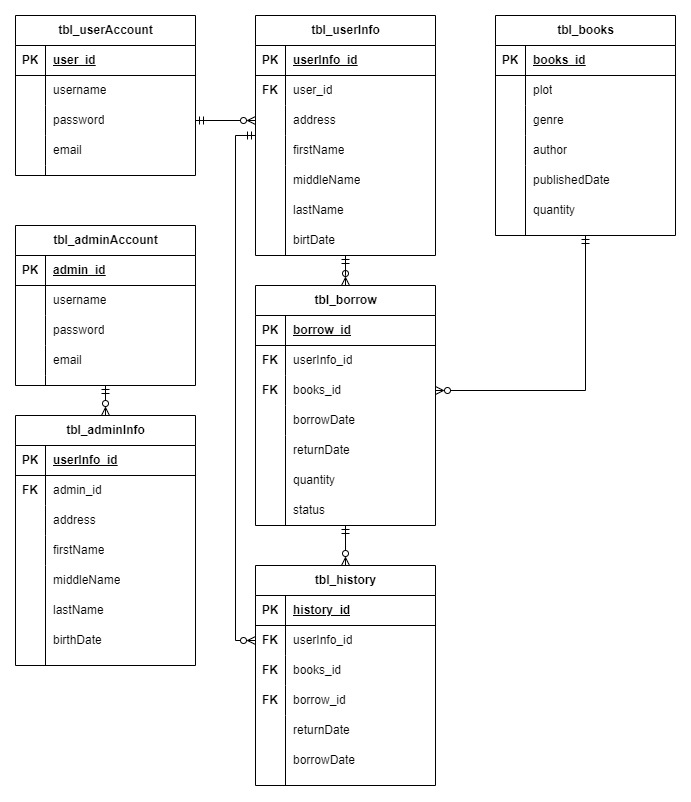 tbl_userAccount
PK user_id
username
password
email
tbl_adminAccount
PK admin_id
username
password
email
tbl_adminInfo
PK userInfo_id
FK admin_id
address
firstName
middleName
lastName
birthDate
tbl_userInfo
PK userInfo_id
FK user_id
address
firstName
middleName
lastName
birtDate
tbl_borrow
PK borrow_id
FK userInfo_id
FK books_id
borrowDate
returnDate
quantity
status
tbl_history
PK history_id
FK userInfo_id
FK books_id
FK borrow_id
returnDate
borrowDate
tbl_books
PK books_id
plot
genre
author
publishedDate
quantity